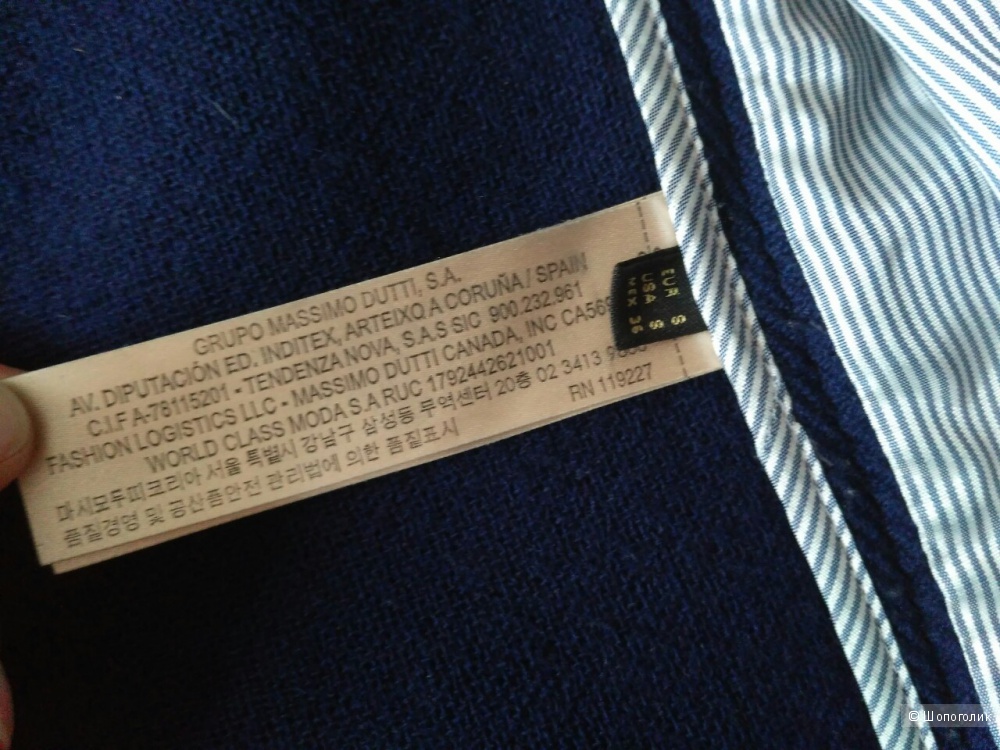 GRUPO MASSIMO DUTTI, S.A.
AV. DIPUTACIÓN ED. INDITEX, ARTEIXO A CORUÑA / SPAIN
C.I.F A-78115201 - TENDENZA NOVA, S.A.S SIC 900.232.961
FASHION LOGISTICS LLC - MASSIMO DUTTI CANADA, INC CA569
WORLD CLASS MODA S.A RUC 1792442621001
마시모두띠코리아 서울 특별시 강남구 삼성동 무역센터 20층 02 3413
품질경영 및 공산품안전 관리법에 의한 품질표시
RN 119227
EUR S
USA S
MEX 36
© Шопоголик